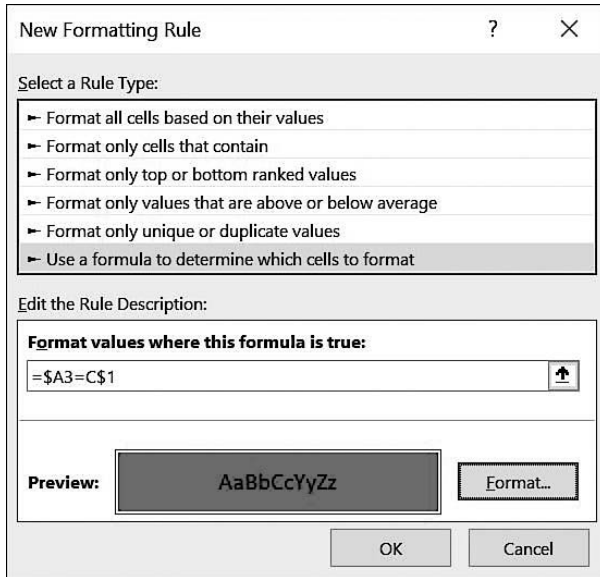 New Formatting Rule ? ×
Select a Rule Type:
► Format all cells based on their values
► Format only cells that contain
► Format only top or bottom ranked values
► Format only values that are above or below average
► Format only unique or duplicate values
► Use a formula to determine which cells to format
Edit the Rule Description:
Format values where this formula is true:
=$A3=C$1
Preview: AaBbCcYyZz Format...
OK Cancel